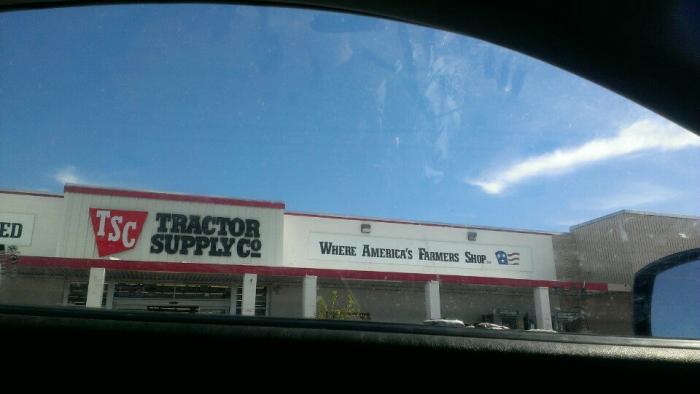 ED
TSC
TRACTOR
SUPPLY CO
WHERE AMERICA'S FARMERS SHOP